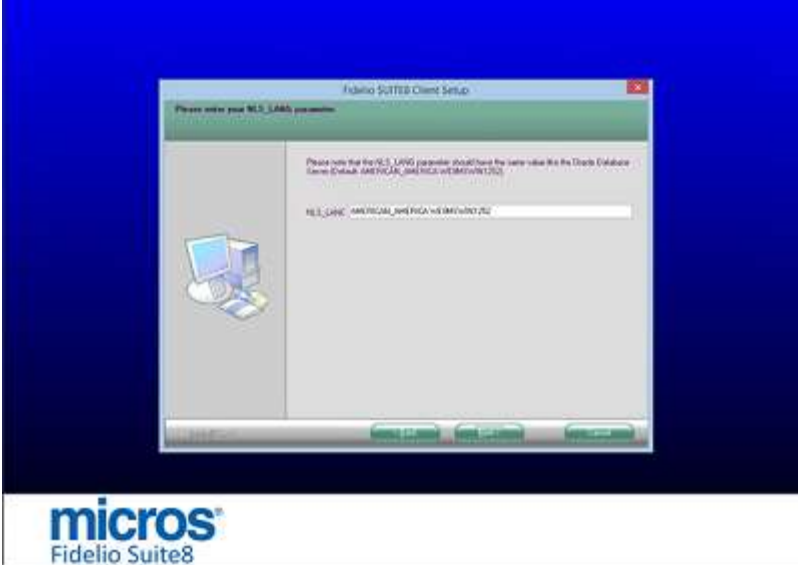 Fidelio SUITE8 Client Setup
Please enter your NLS_LANG parameter.
Please note that the NLS_LANG parameter should have the same value like the Oracle Database
Server (Default: AMERICAN_AMERICA.WE8MSWIN1252).
NLS_LANG: AMERICAN_AMERICA.WE8MSWIN1252
Cancel
micros®
Fidelio Suite8